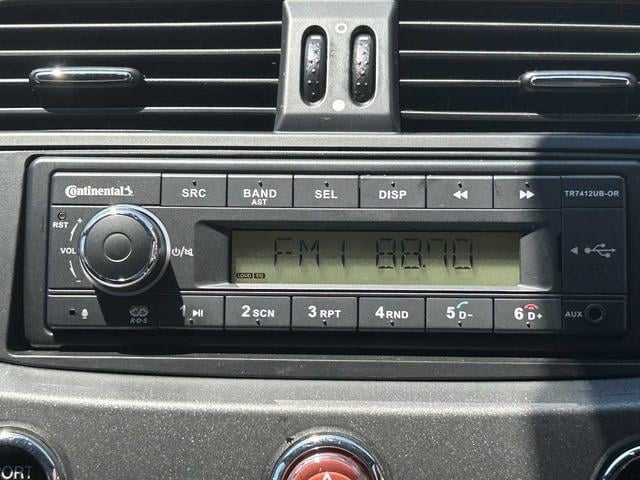 Continental SRC BAND AST SEL DISP TR7412UB-OR
RST
VOL
FM1 88.70
LOUD EQ
R·D·S 1 2 SCN 3 RPT 4 RND 5 D- 6 D+ AUX
PORT